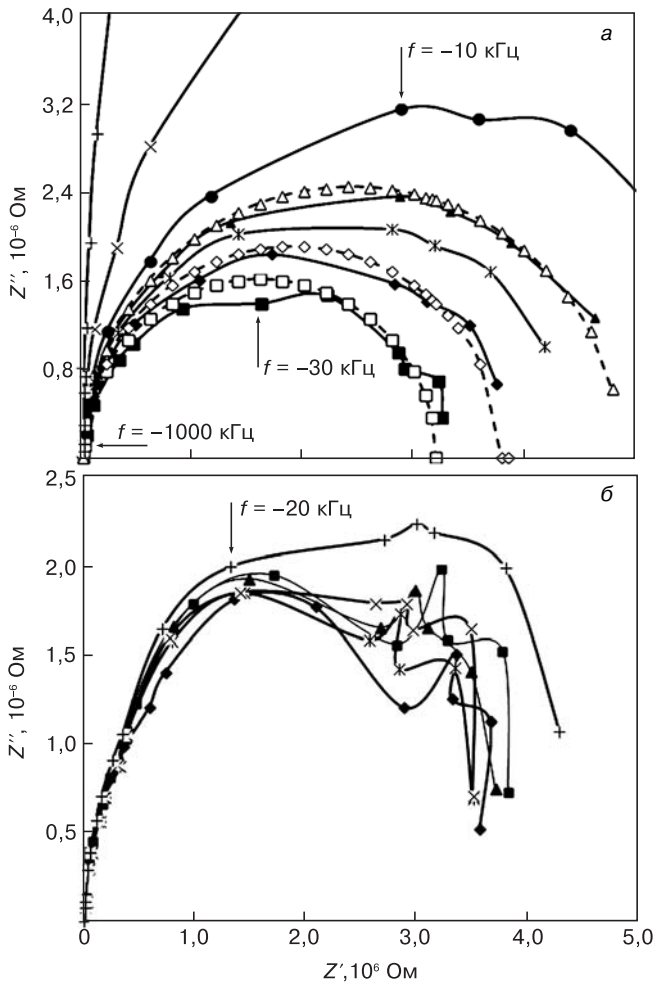 4,0
3,2
2,4
1,6
0,8
Z″, 10⁻⁶ Ом
а
f = −10 кГц
f = −30 кГц
f = −1000 кГц
2,5
2,0
1,5
1,0
0,5
Z″, 10⁻⁶ Ом
б
f = −20 кГц
0 1,0 2,0 3,0 4,0 5,0
Z′,10⁶ Ом